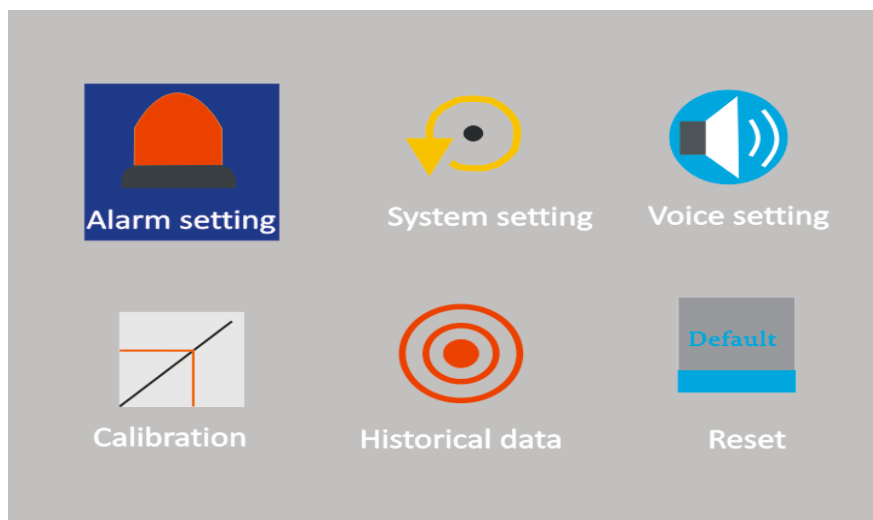 Alarm setting
System setting
Voice setting
Default
Calibration
Historical data
Reset